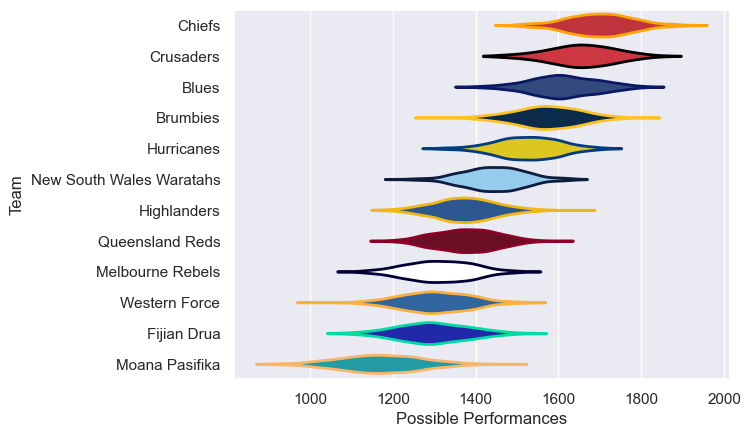 Chiefs
Crusaders
Blues
Brumbies
Hurricanes
New South Wales Waratahs
Highlanders
Queensland Reds
Melbourne Rebels
Western Force
Fijian Drua
Moana Pasifika
Team
1000 1200 1400 1600 1800 2000
Possible Performances